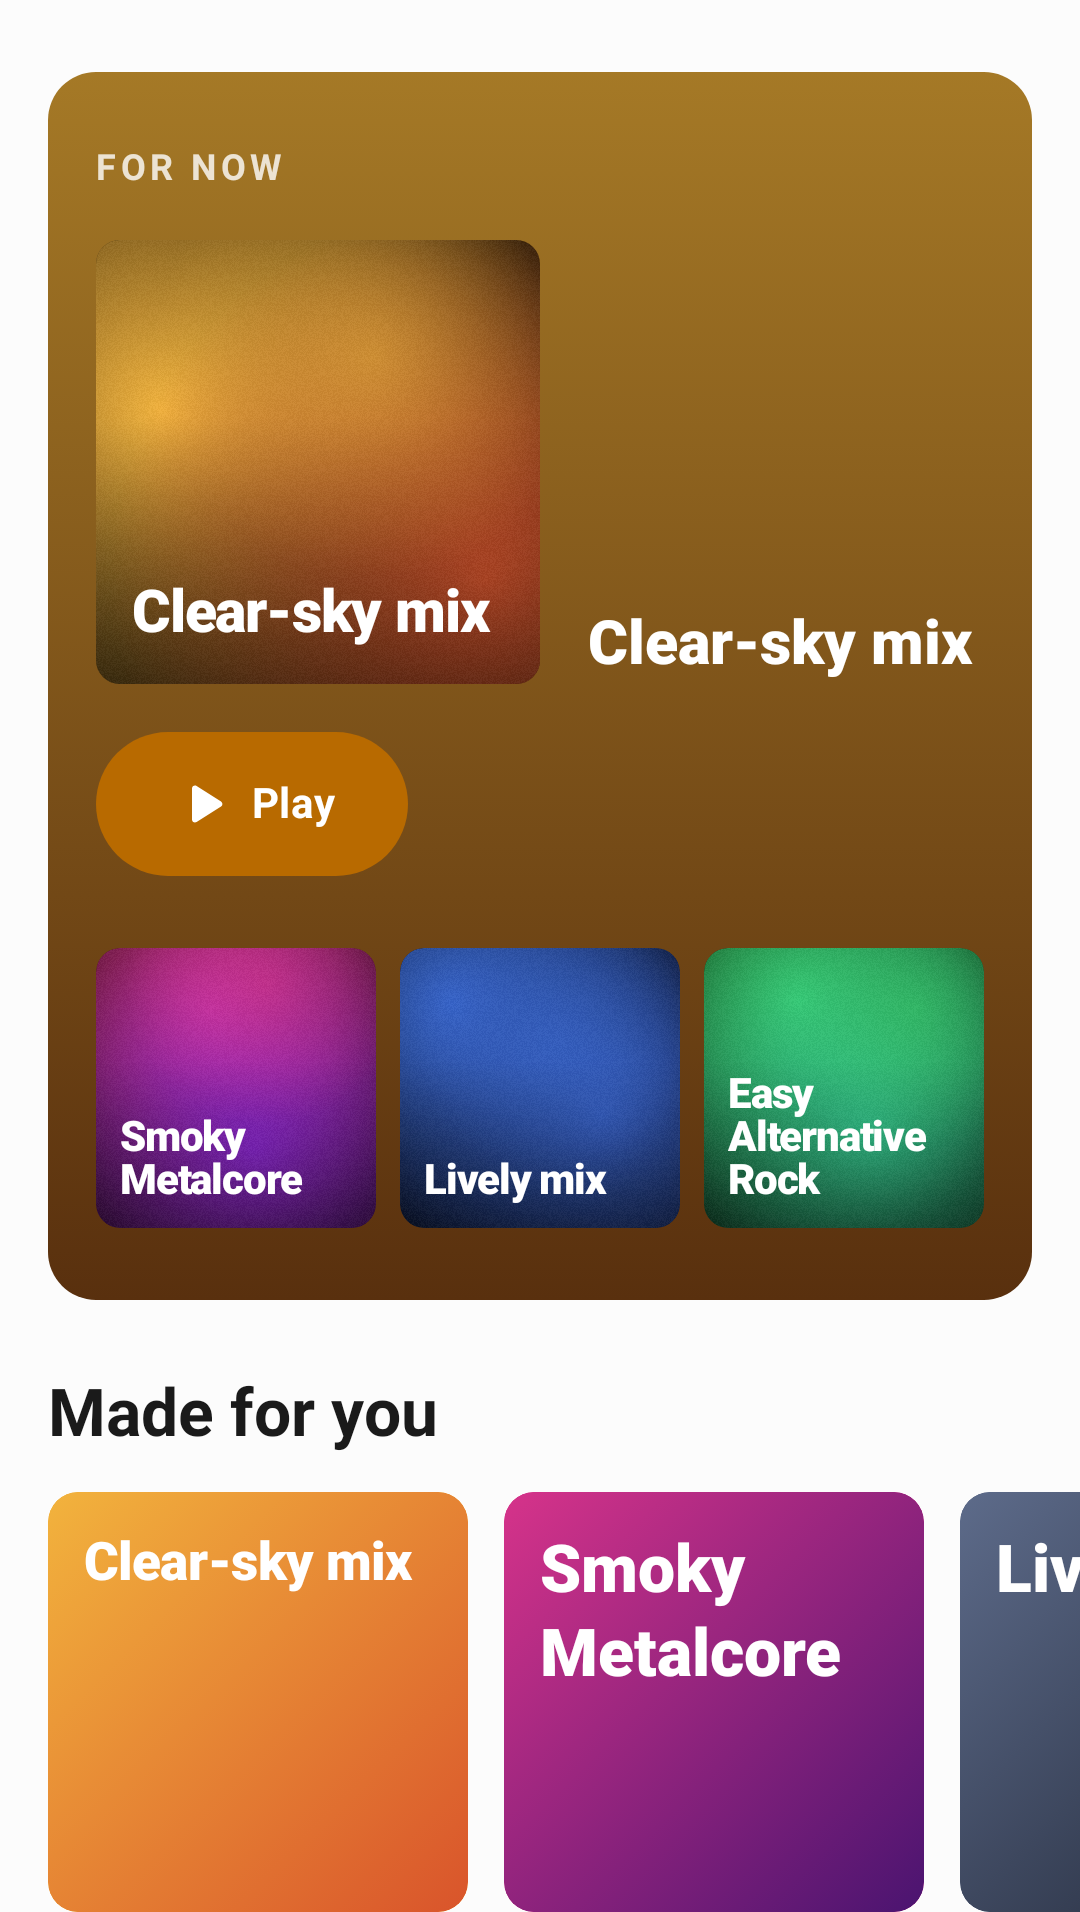 FOR NOW
Clear-sky mix
Clear-sky mix
Play
Smoky
Metalcore
Lively mix
Easy
Alternative
Rock
Made for you
Clear-sky mix
Smoky
Metalcore
Liv